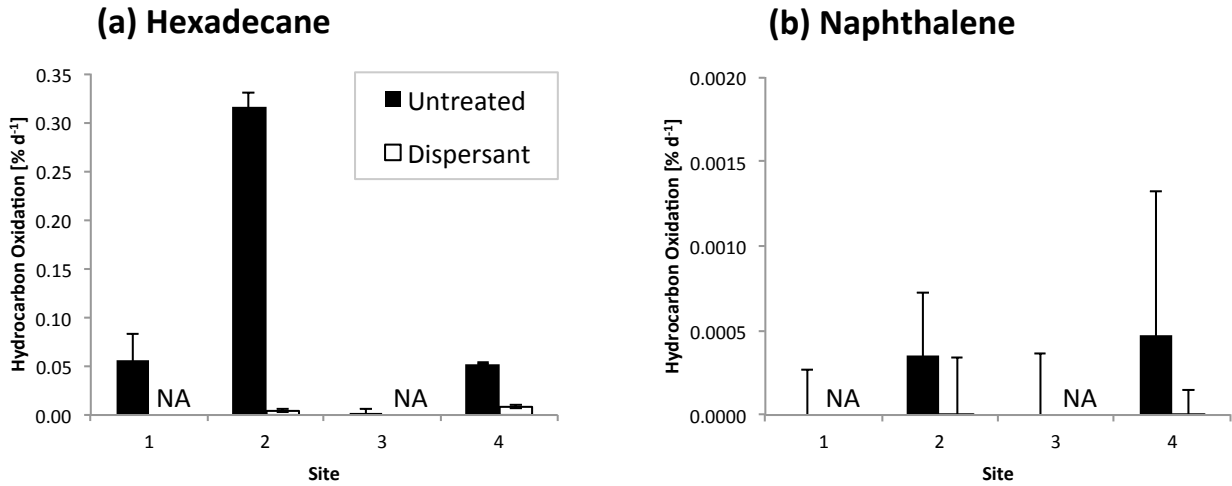 (a) Hexadecane
Hydrocarbon Oxidation [% d⁻¹]
0.35
0.30
0.25
0.20
0.15
0.10
0.05
0.00
Untreated
Dispersant
NA
NA
1
2
3
4
Site
(b) Naphthalene
Hydrocarbon Oxidation [% d⁻¹]
0.0020
0.0015
0.0010
0.0005
0.0000
NA
NA
1
2
3
4
Site